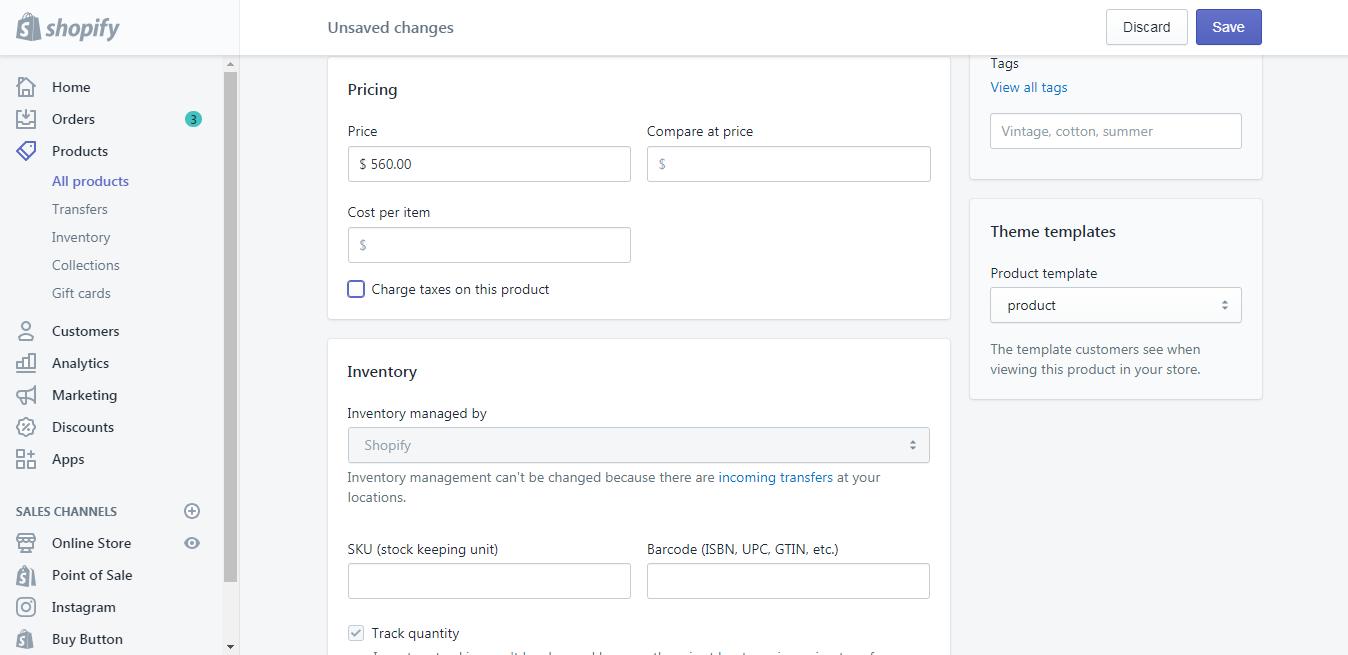 shopify
Unsaved changes
Discard
Save
Home
Orders
3
Products
All products
Transfers
Inventory
Collections
Gift cards
Customers
Analytics
Marketing
Discounts
Apps
SALES CHANNELS
Online Store
Point of Sale
Instagram
Buy Button
Pricing
Price
Compare at price
$ 560.00
$
Cost per item
$
Charge taxes on this product
Inventory
Inventory managed by
Shopify
Inventory management can't be changed because there are incoming transfers at your
locations.
SKU (stock keeping unit)
Barcode (ISBN, UPC, GTIN, etc.)
Track quantity
Tags
View all tags
Vintage, cotton, summer
Theme templates
Product template
product
The template customers see when
viewing this product in your store.